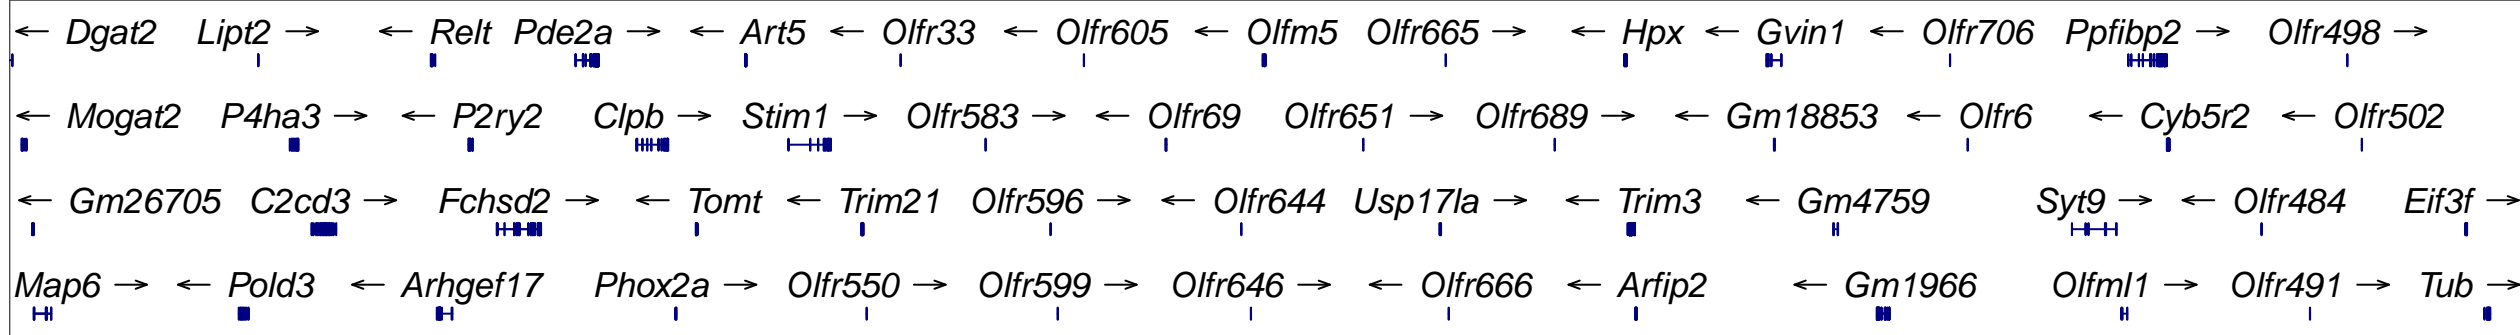 ← Dgat2 Lipt2 → ← Relt Pde2a → ← Art5 ← Olfr33 ← Olfr605 ← Olfm5 Olfr665 → ← Hpx ← Gvin1 ← Olfr706 Ppfibp2 → Olfr498 →
← Mogat2 P4ha3 → ← P2ry2 Clpb → Stim1 → Olfr583 → ← Olfr69 Olfr651 → Olfr689 → ← Gm18853 ← Olfr6 ← Cyb5r2 ← Olfr502
← Gm26705 C2cd3 → Fchsd2 → ← Tomt ← Trim21 Olfr596 → ← Olfr644 Usp17la → ← Trim3 ← Gm4759 Syt9 → ← Olfr484 Eif3f →
Map6 → ← Pold3 ← Arhgef17 Phox2a → Olfr550 → Olfr599 → Olfr646 → ← Olfr666 ← Arfip2 ← Gm1966 Olfml1 → Olfr491 → Tub →